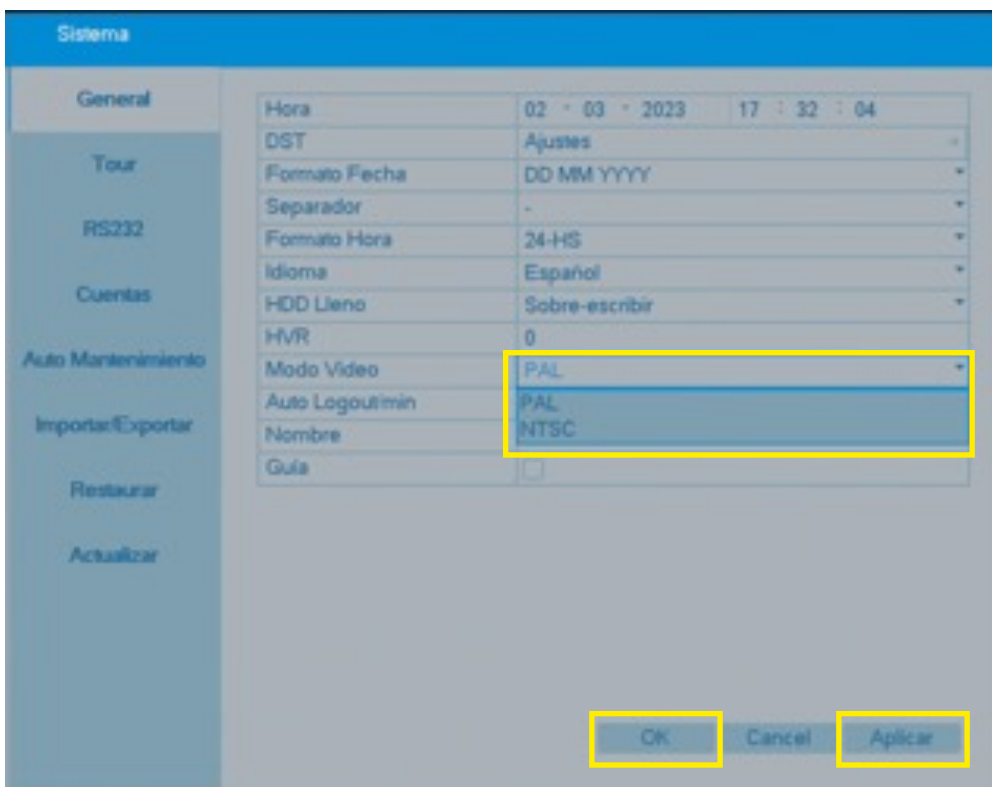 Sistema
General
Tour
RS232
Cuentas
Auto Mantenimiento
Importar/Exportar
Restaurar
Actualizar
Hora 02 - 03 - 2023 17 : 32 : 04
DST Ajustes
Formato Fecha DD MM YYYY
Separador -
Formato Hora 24-HS
Idioma Español
HDD Lleno Sobre-escribir
HVR 0
Modo Video PAL
Auto Logout/min PAL
Nombre NTSC
Guía
OK Cancel Aplicar